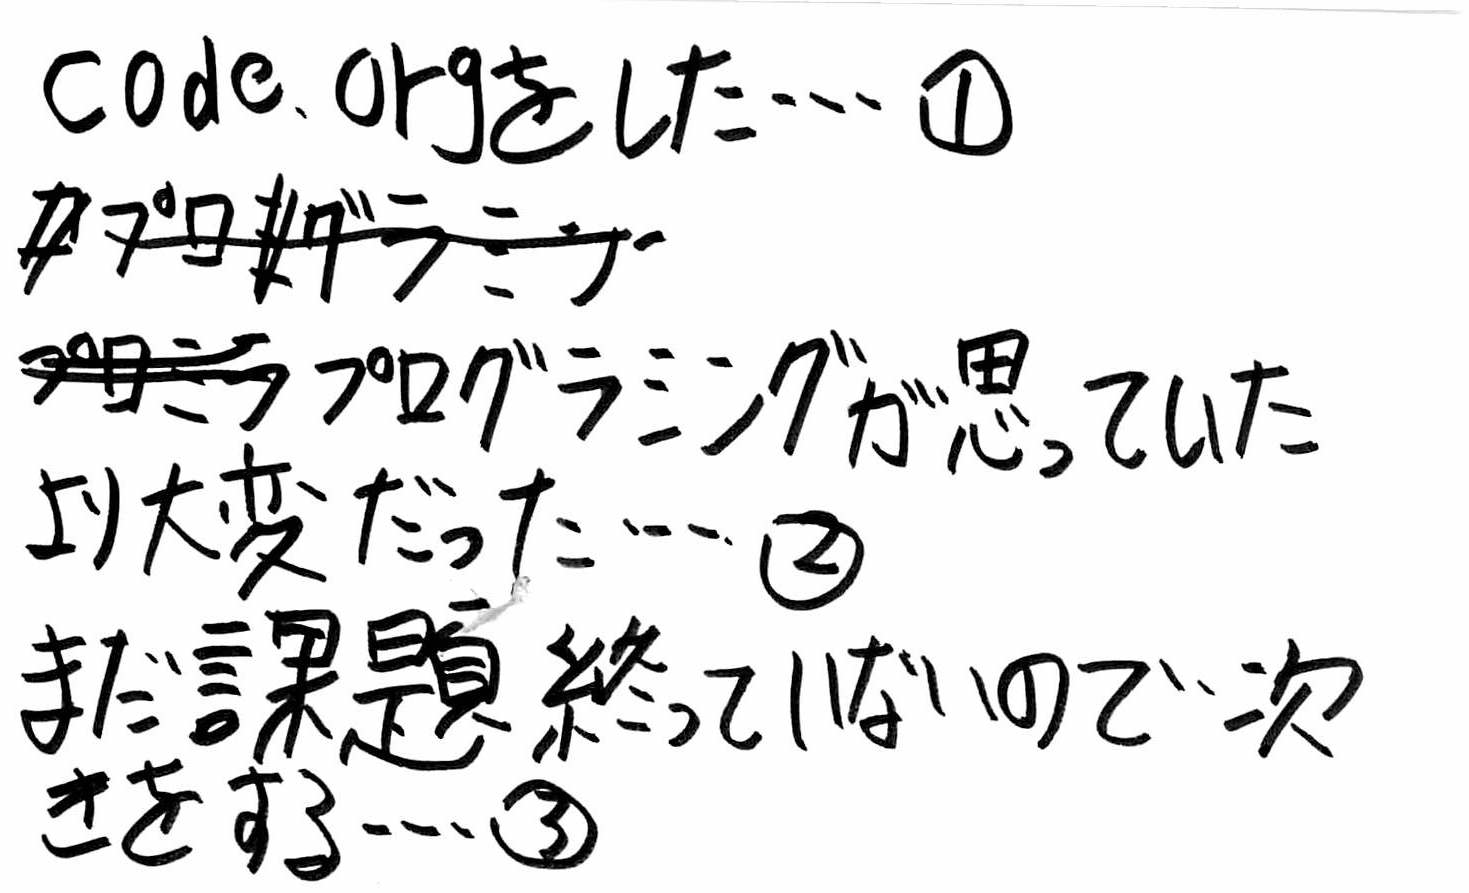 code.orgをした…①
#プログラミン
プロミラプログラミングが思っていた
より大変だった…②
まだ課題終っていないので次
きをする…③